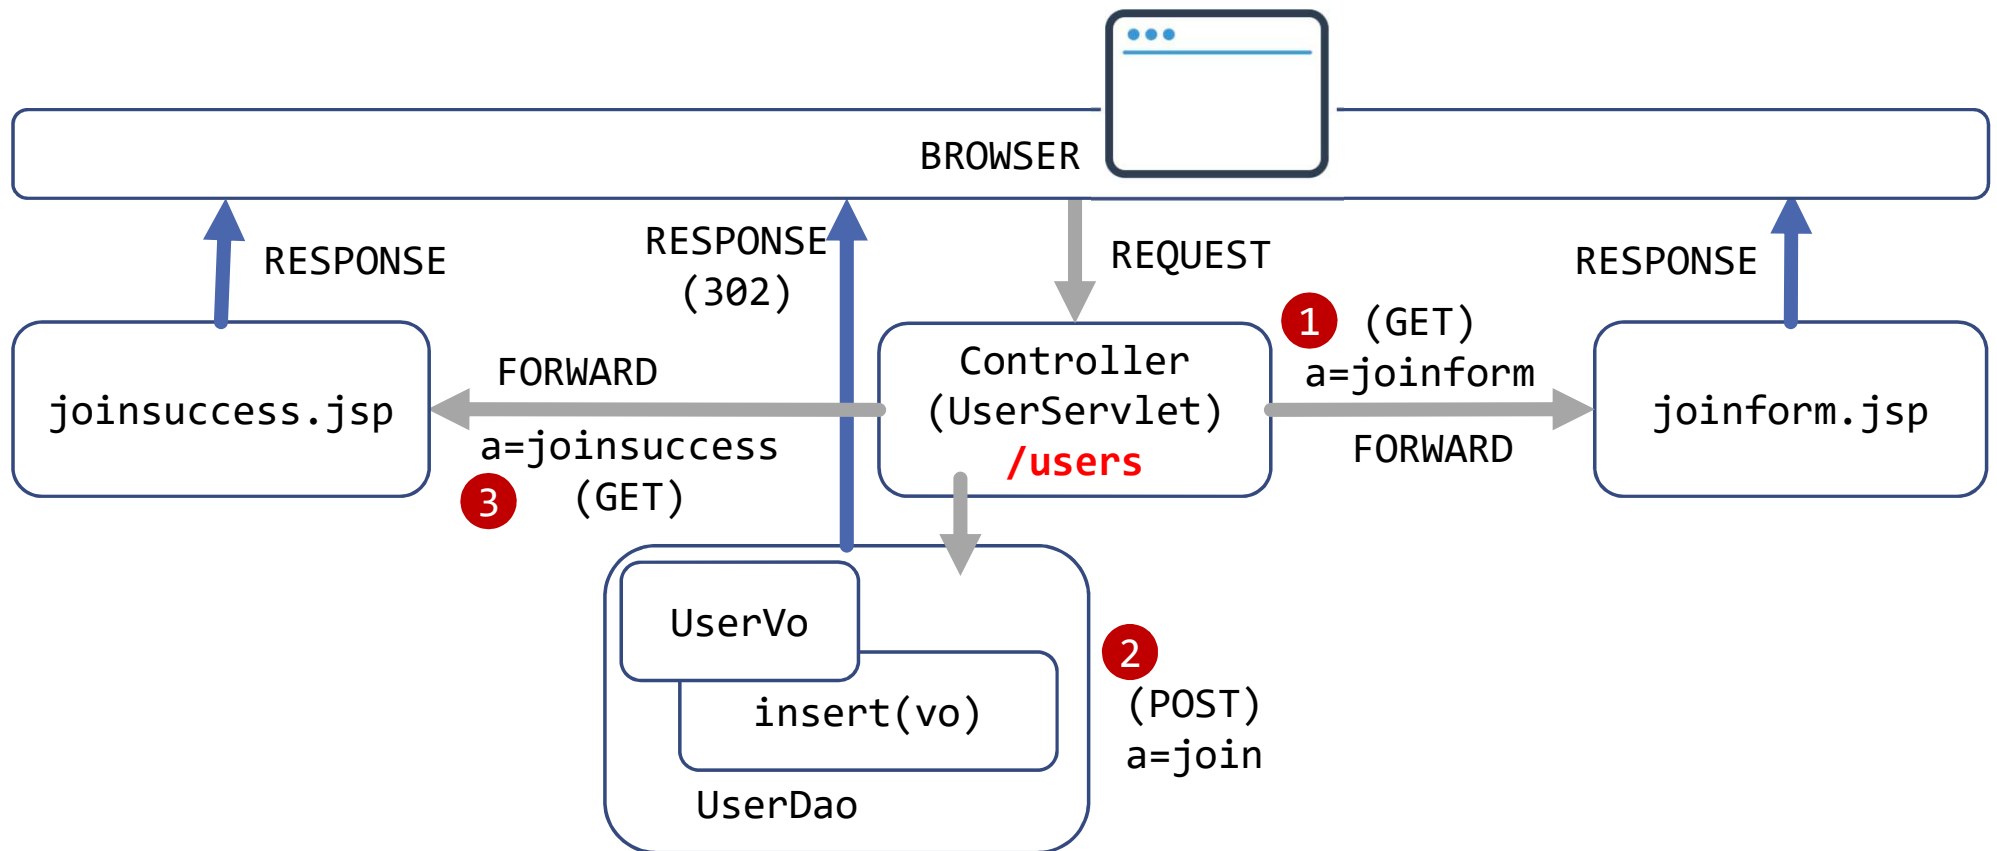 BROWSER
RESPONSE
RESPONSE
(302)
REQUEST
RESPONSE
1
(GET)
a=joinform
FORWARD
joinsuccess.jsp
FORWARD
a=joinsuccess
(GET)
3
Controller
(UserServlet)
/users
joinform.jsp
UserVo
insert(vo)
UserDao
2
(POST)
a=join